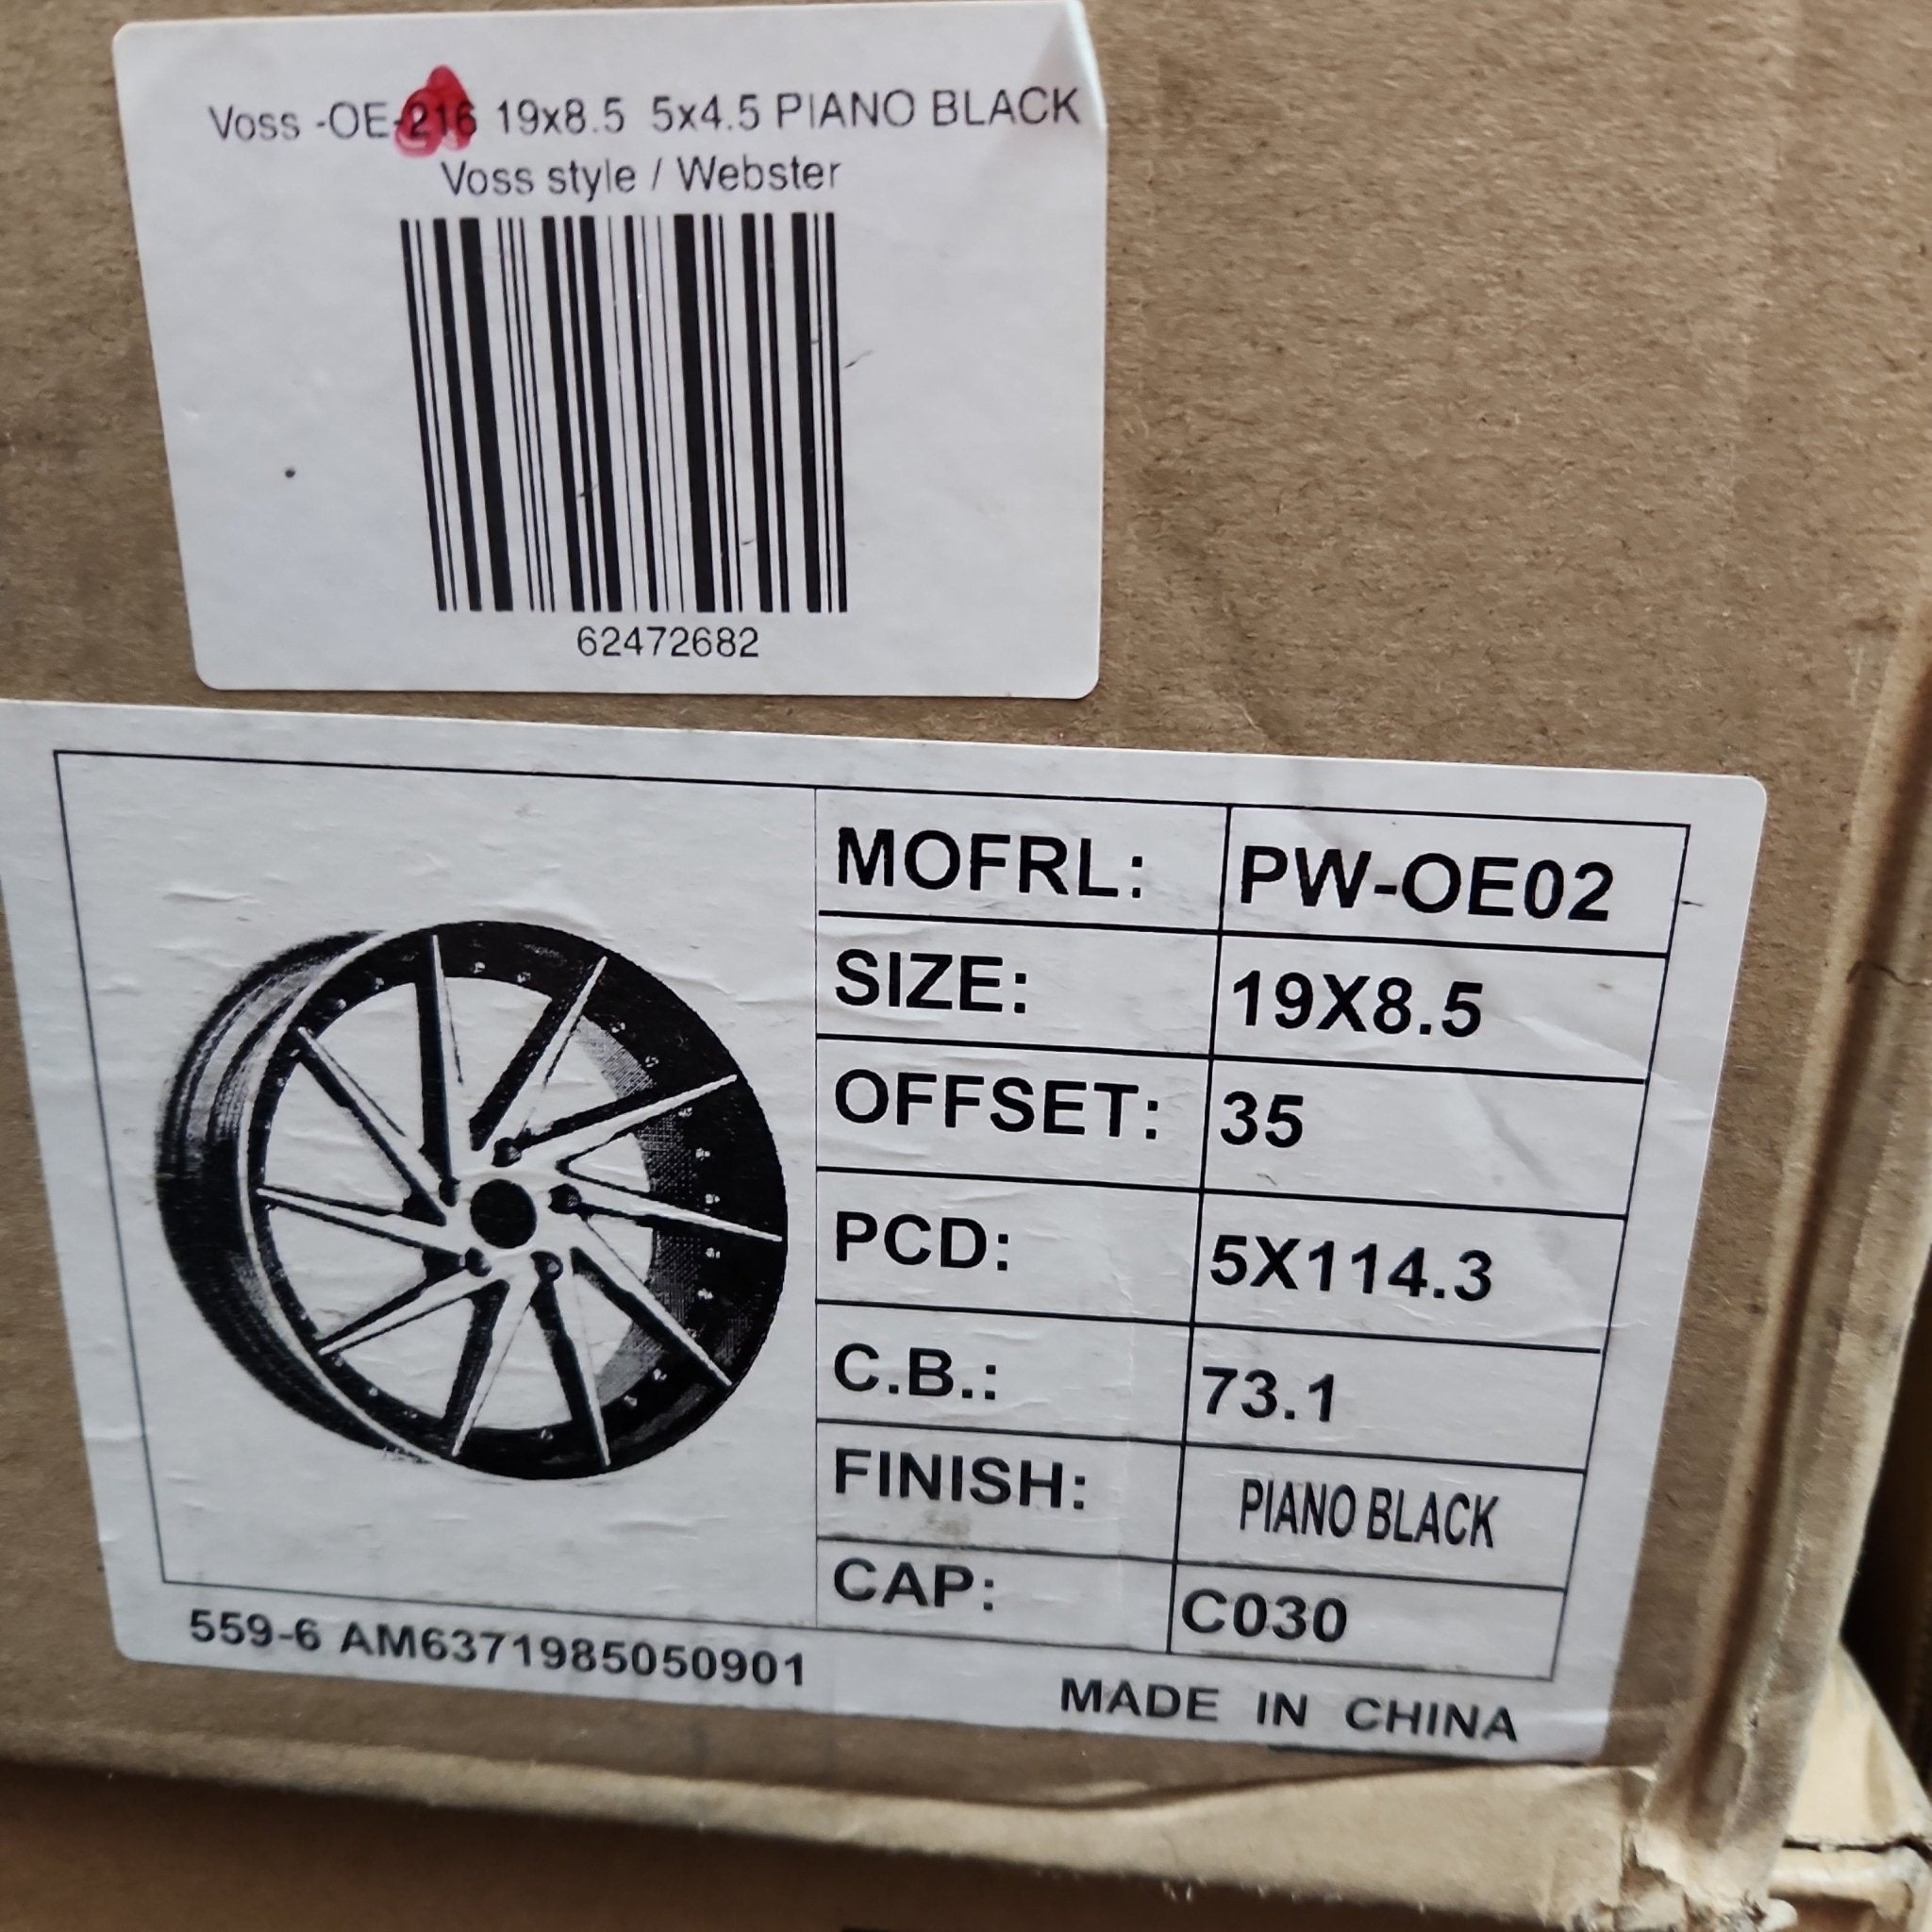 Voss -OE-216 19x8.5 5x4.5 PIANO BLACK
Voss style / Webster
62472682
MOFRL: PW-OE02
SIZE: 19X8.5
OFFSET: 35
PCD: 5X114.3
C.B.: 73.1
FINISH: PIANO BLACK
CAP: C030
559-6 AM6371985050901
MADE IN CHINA